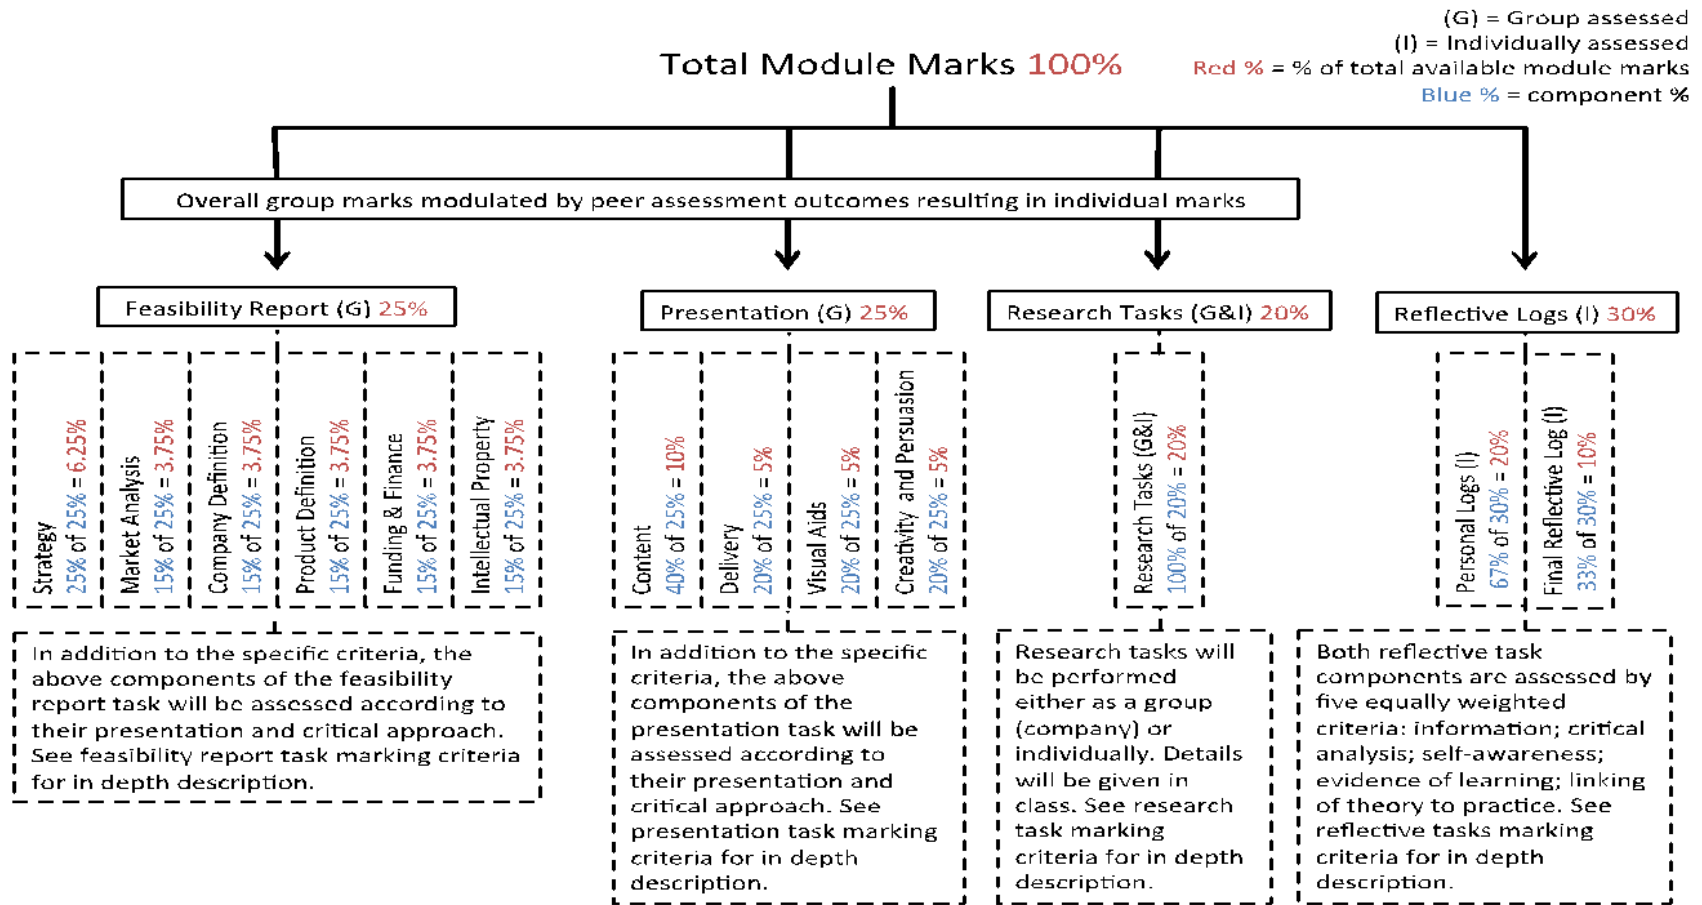 (G) = Group assessed
(I) = Individually assessed
Red % = % of total available module marks
Blue % = component %
Total Module Marks 100%
Overall group marks modulated by peer assessment outcomes resulting in individual marks
Feasibility Report (G) 25%
Strategy
25% of 25% = 6.25%
Market Analysis
15% of 25% = 3.75%
Company Definition
15% of 25% = 3.75%
Product Definition
15% of 25% = 3.75%
Funding & Finance
15% of 25% = 3.75%
Intellectual Property
15% of 25% = 3.75%
In addition to the specific criteria, the
above components of the feasibility
report task will be assessed according to
their presentation and critical approach.
See feasibility report task marking criteria
for in depth description.
Presentation (G) 25%
Content
40% of 25% = 10%
Delivery
20% of 25% = 5%
Visual Aids
20% of 25% = 5%
Creativity and Persuasion
20% of 25% = 5%
In addition to the specific
criteria, the above
components of the
presentation task will be
assessed according to
their presentation and
critical approach. See
presentation task marking
criteria for in depth
description.
Research Tasks (G&I) 20%
Research Tasks (G&I)
100% of 20% = 20%
Research tasks will
be performed
either as a group
(company) or
individually. Details
will be given in
class. See research
task marking
criteria for in depth
description.
Reflective Logs (I) 30%
Personal Logs (I)
67% of 30% = 20%
Final Reflective Log (I)
33% of 30% = 10%
Both reflective task
components are assessed by
five equally weighted
criteria: information; critical
analysis; self-awareness;
evidence of learning; linking
of theory to practice. See
reflective tasks marking
criteria for in depth
description.